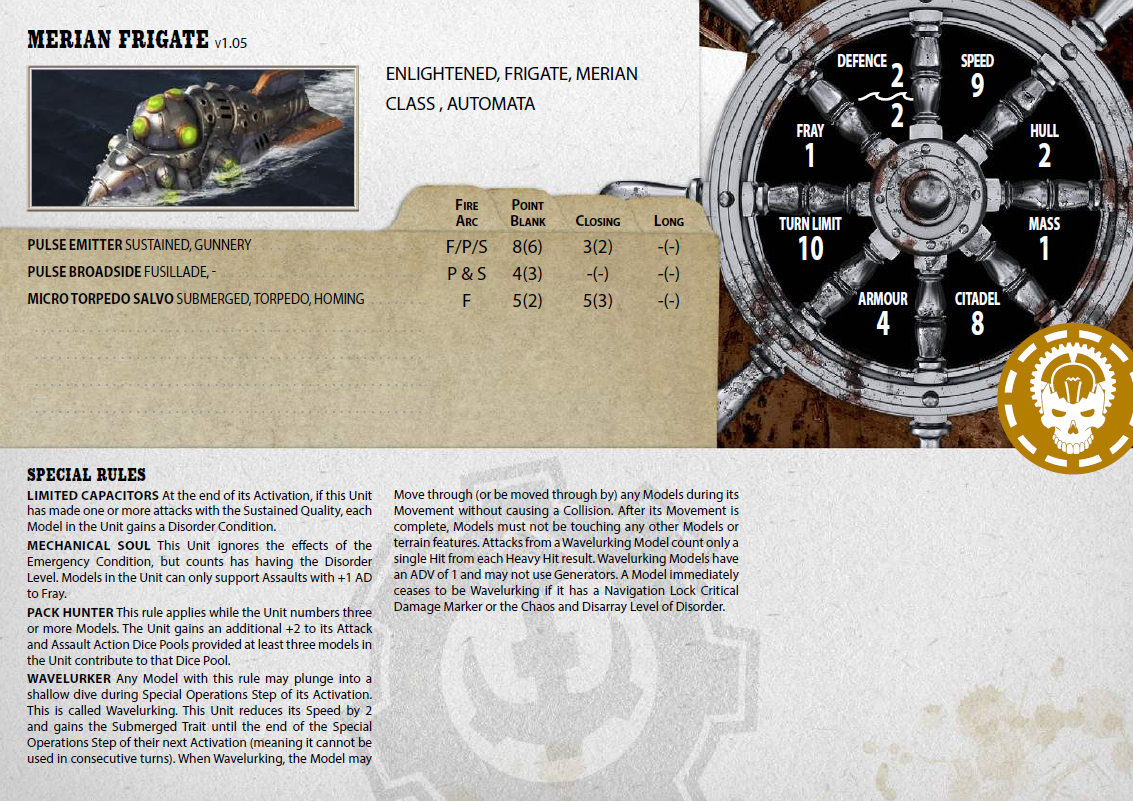 MERIAN FRIGATE v1.05
ENLIGHTENED, FRIGATE, MERIAN
CLASS , AUTOMATA
DEFENCE 2
2
SPEED
9
FRAY
1
HULL
2
TURN LIMIT
10
MASS
1
ARMOUR
4
CITADEL
8
FIRE ARC POINT BLANK CLOSING LONG
PULSE EMITTER SUSTAINED, GUNNERY F/P/S 8(6) 3(2) -(-)
PULSE BROADSIDE FUSILLADE, - P & S 4(3) -(-) -(-)
MICRO TORPEDO SALVO SUBMERGED, TORPEDO, HOMING F 5(2) 5(3) -(-)
SPECIAL RULES
LIMITED CAPACITORS At the end of its Activation, if this Unit
has made one or more attacks with the Sustained Quality, each
Model in the Unit gains a Disorder Condition.
MECHANICAL SOUL This Unit ignores the effects of the
Emergency Condition, but counts has having the Disorder
Level. Models in the Unit can only support Assaults with +1 AD
to Fray.
PACK HUNTER This rule applies while the Unit numbers three
or more Models. The Unit gains an additional +2 to its Attack
and Assault Action Dice Pools provided at least three models in
the Unit contribute to that Dice Pool.
WAVELURKER Any Model with this rule may plunge into a
shallow dive during Special Operations Step of its Activation.
This is called Wavelurking. This Unit reduces its Speed by 2
and gains the Submerged Trait until the end of the Special
Operations Step of their next Activation (meaning it cannot be
used in consecutive turns). When Wavelurking, the Model may
Move through (or be moved through by) any Models during its
Movement without causing a Collision. After its Movement is
complete, Models must not be touching any other Models or
terrain features. Attacks from a Wavelurking Model count only a
single Hit from each Heavy Hit result. Wavelurking Models have
an ADV of 1 and may not use Generators. A Model immediately
ceases to be Wavelurking if it has a Navigation Lock Critical
Damage Marker or the Chaos and Disarray Level of Disorder.